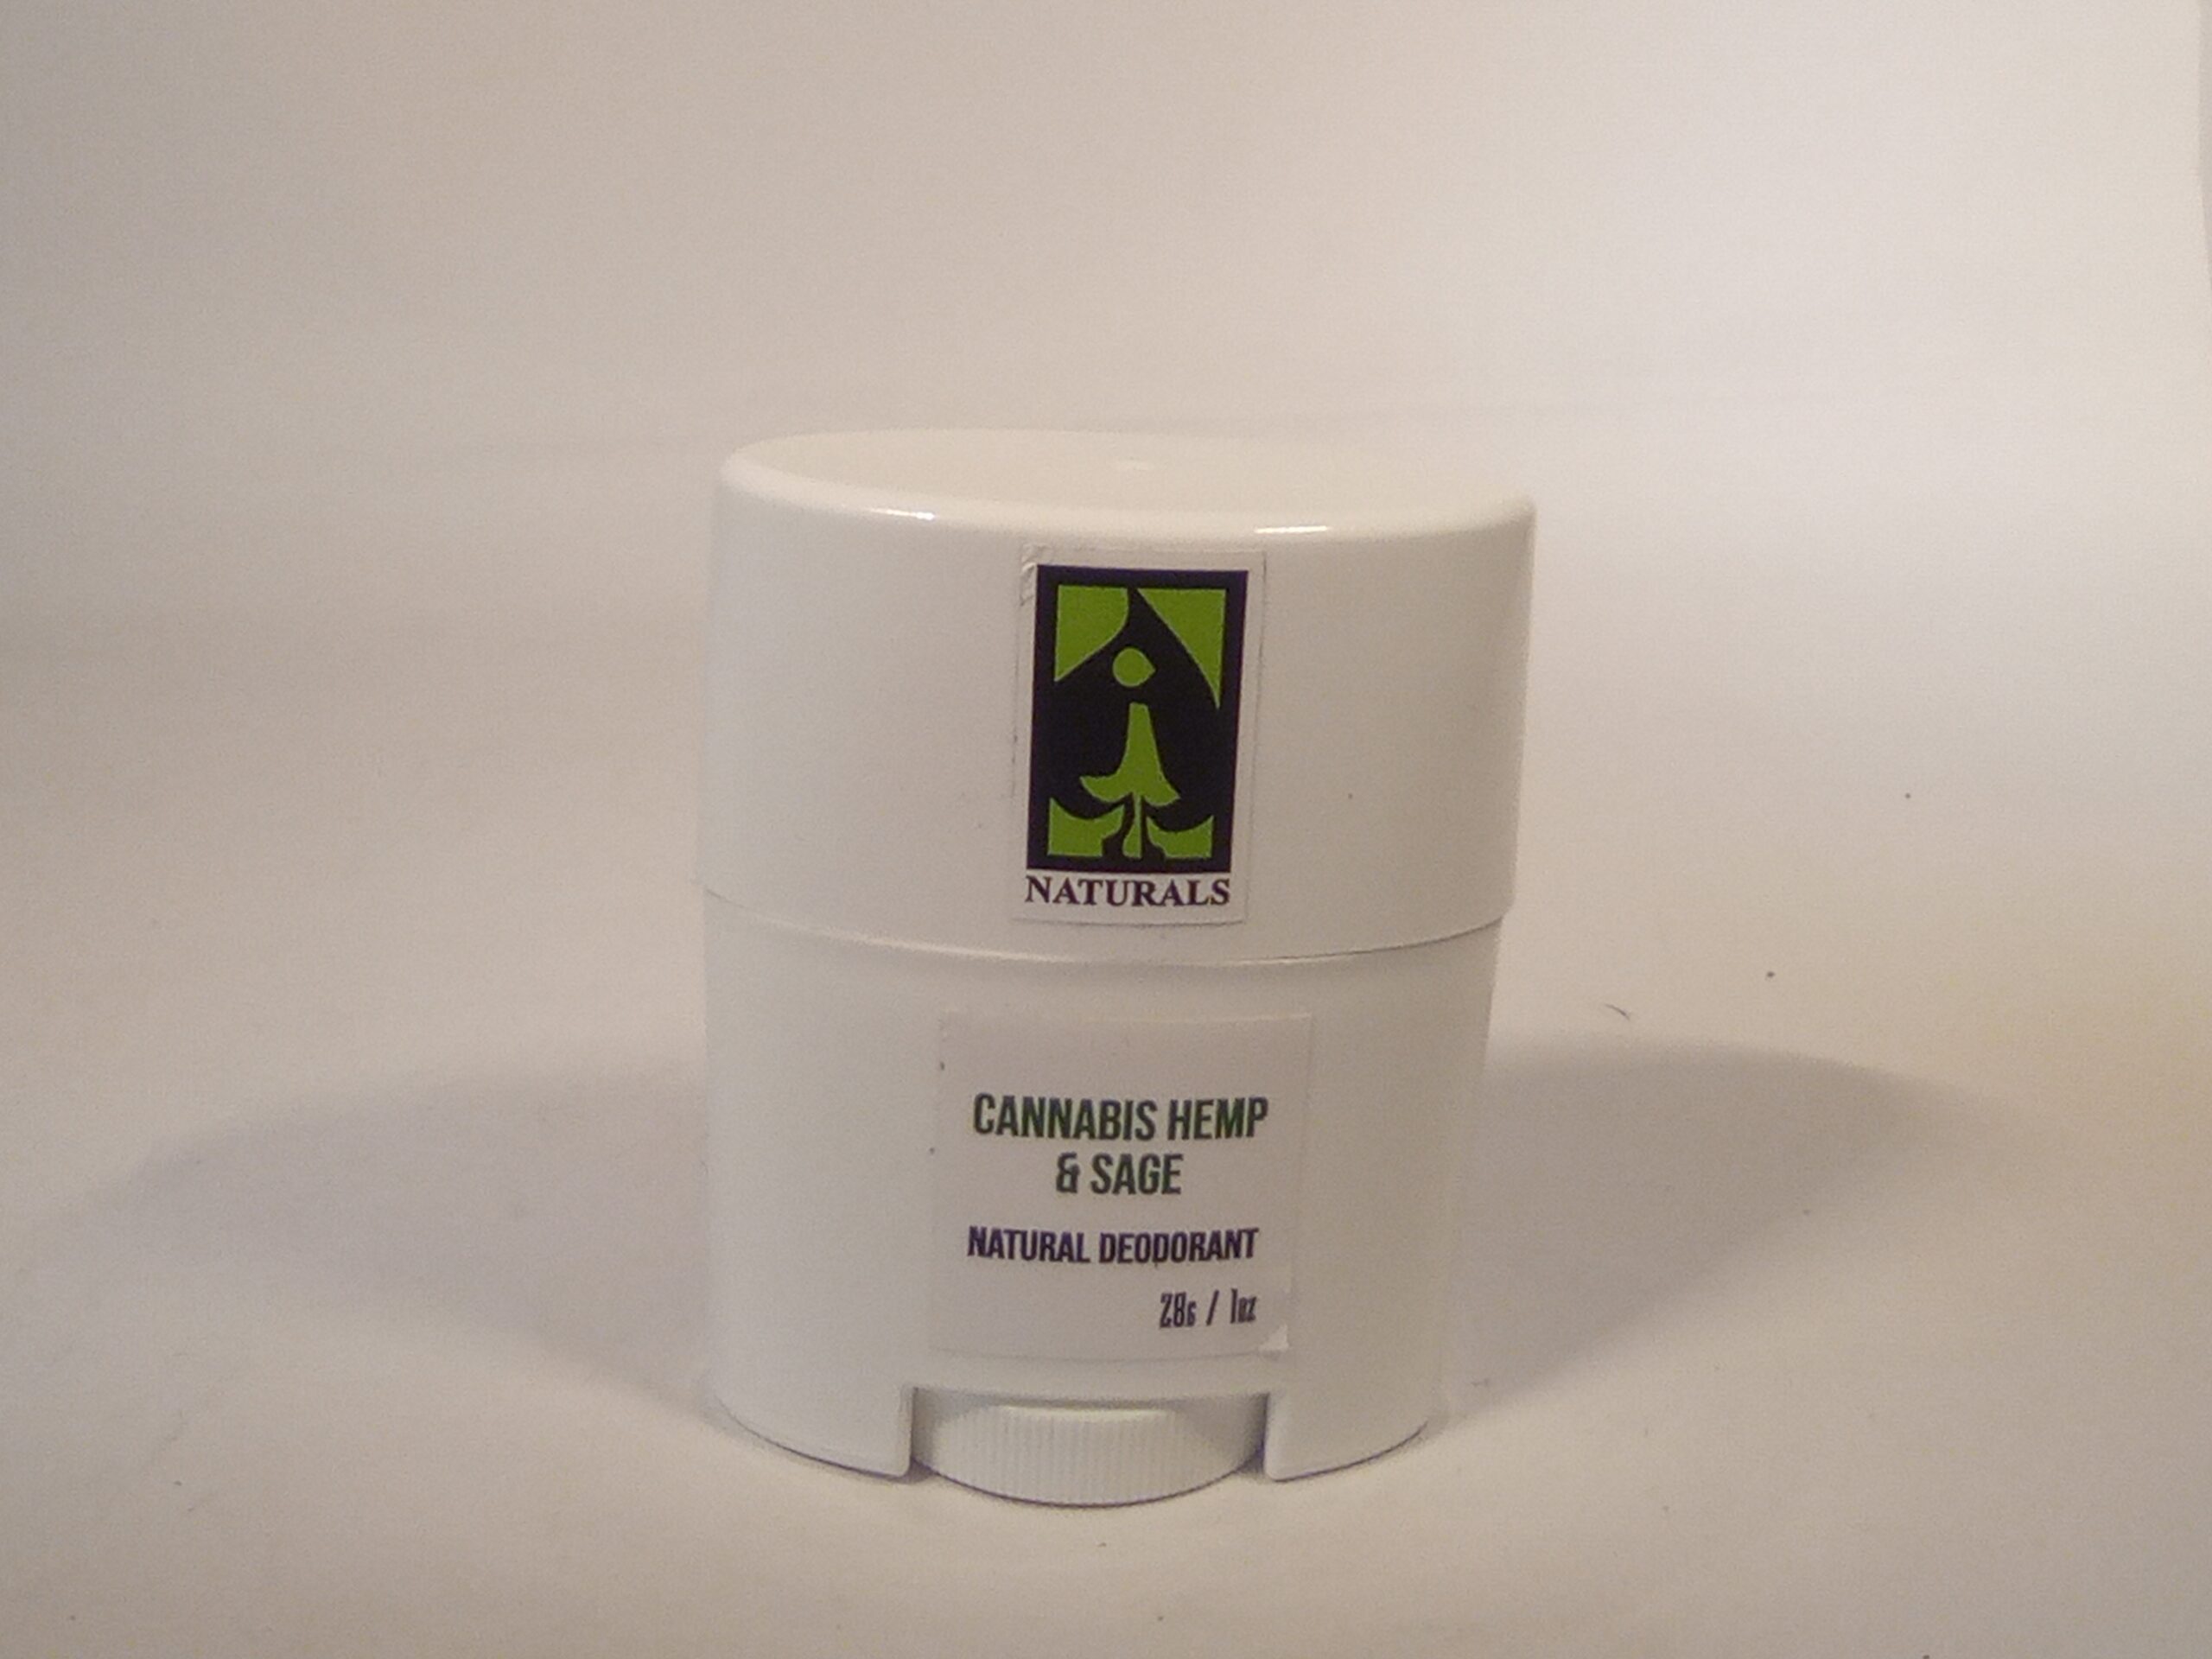 NATURALS
CANNABIS HEMP
& SAGE
NATURAL DEODORANT
28G / 1OZ